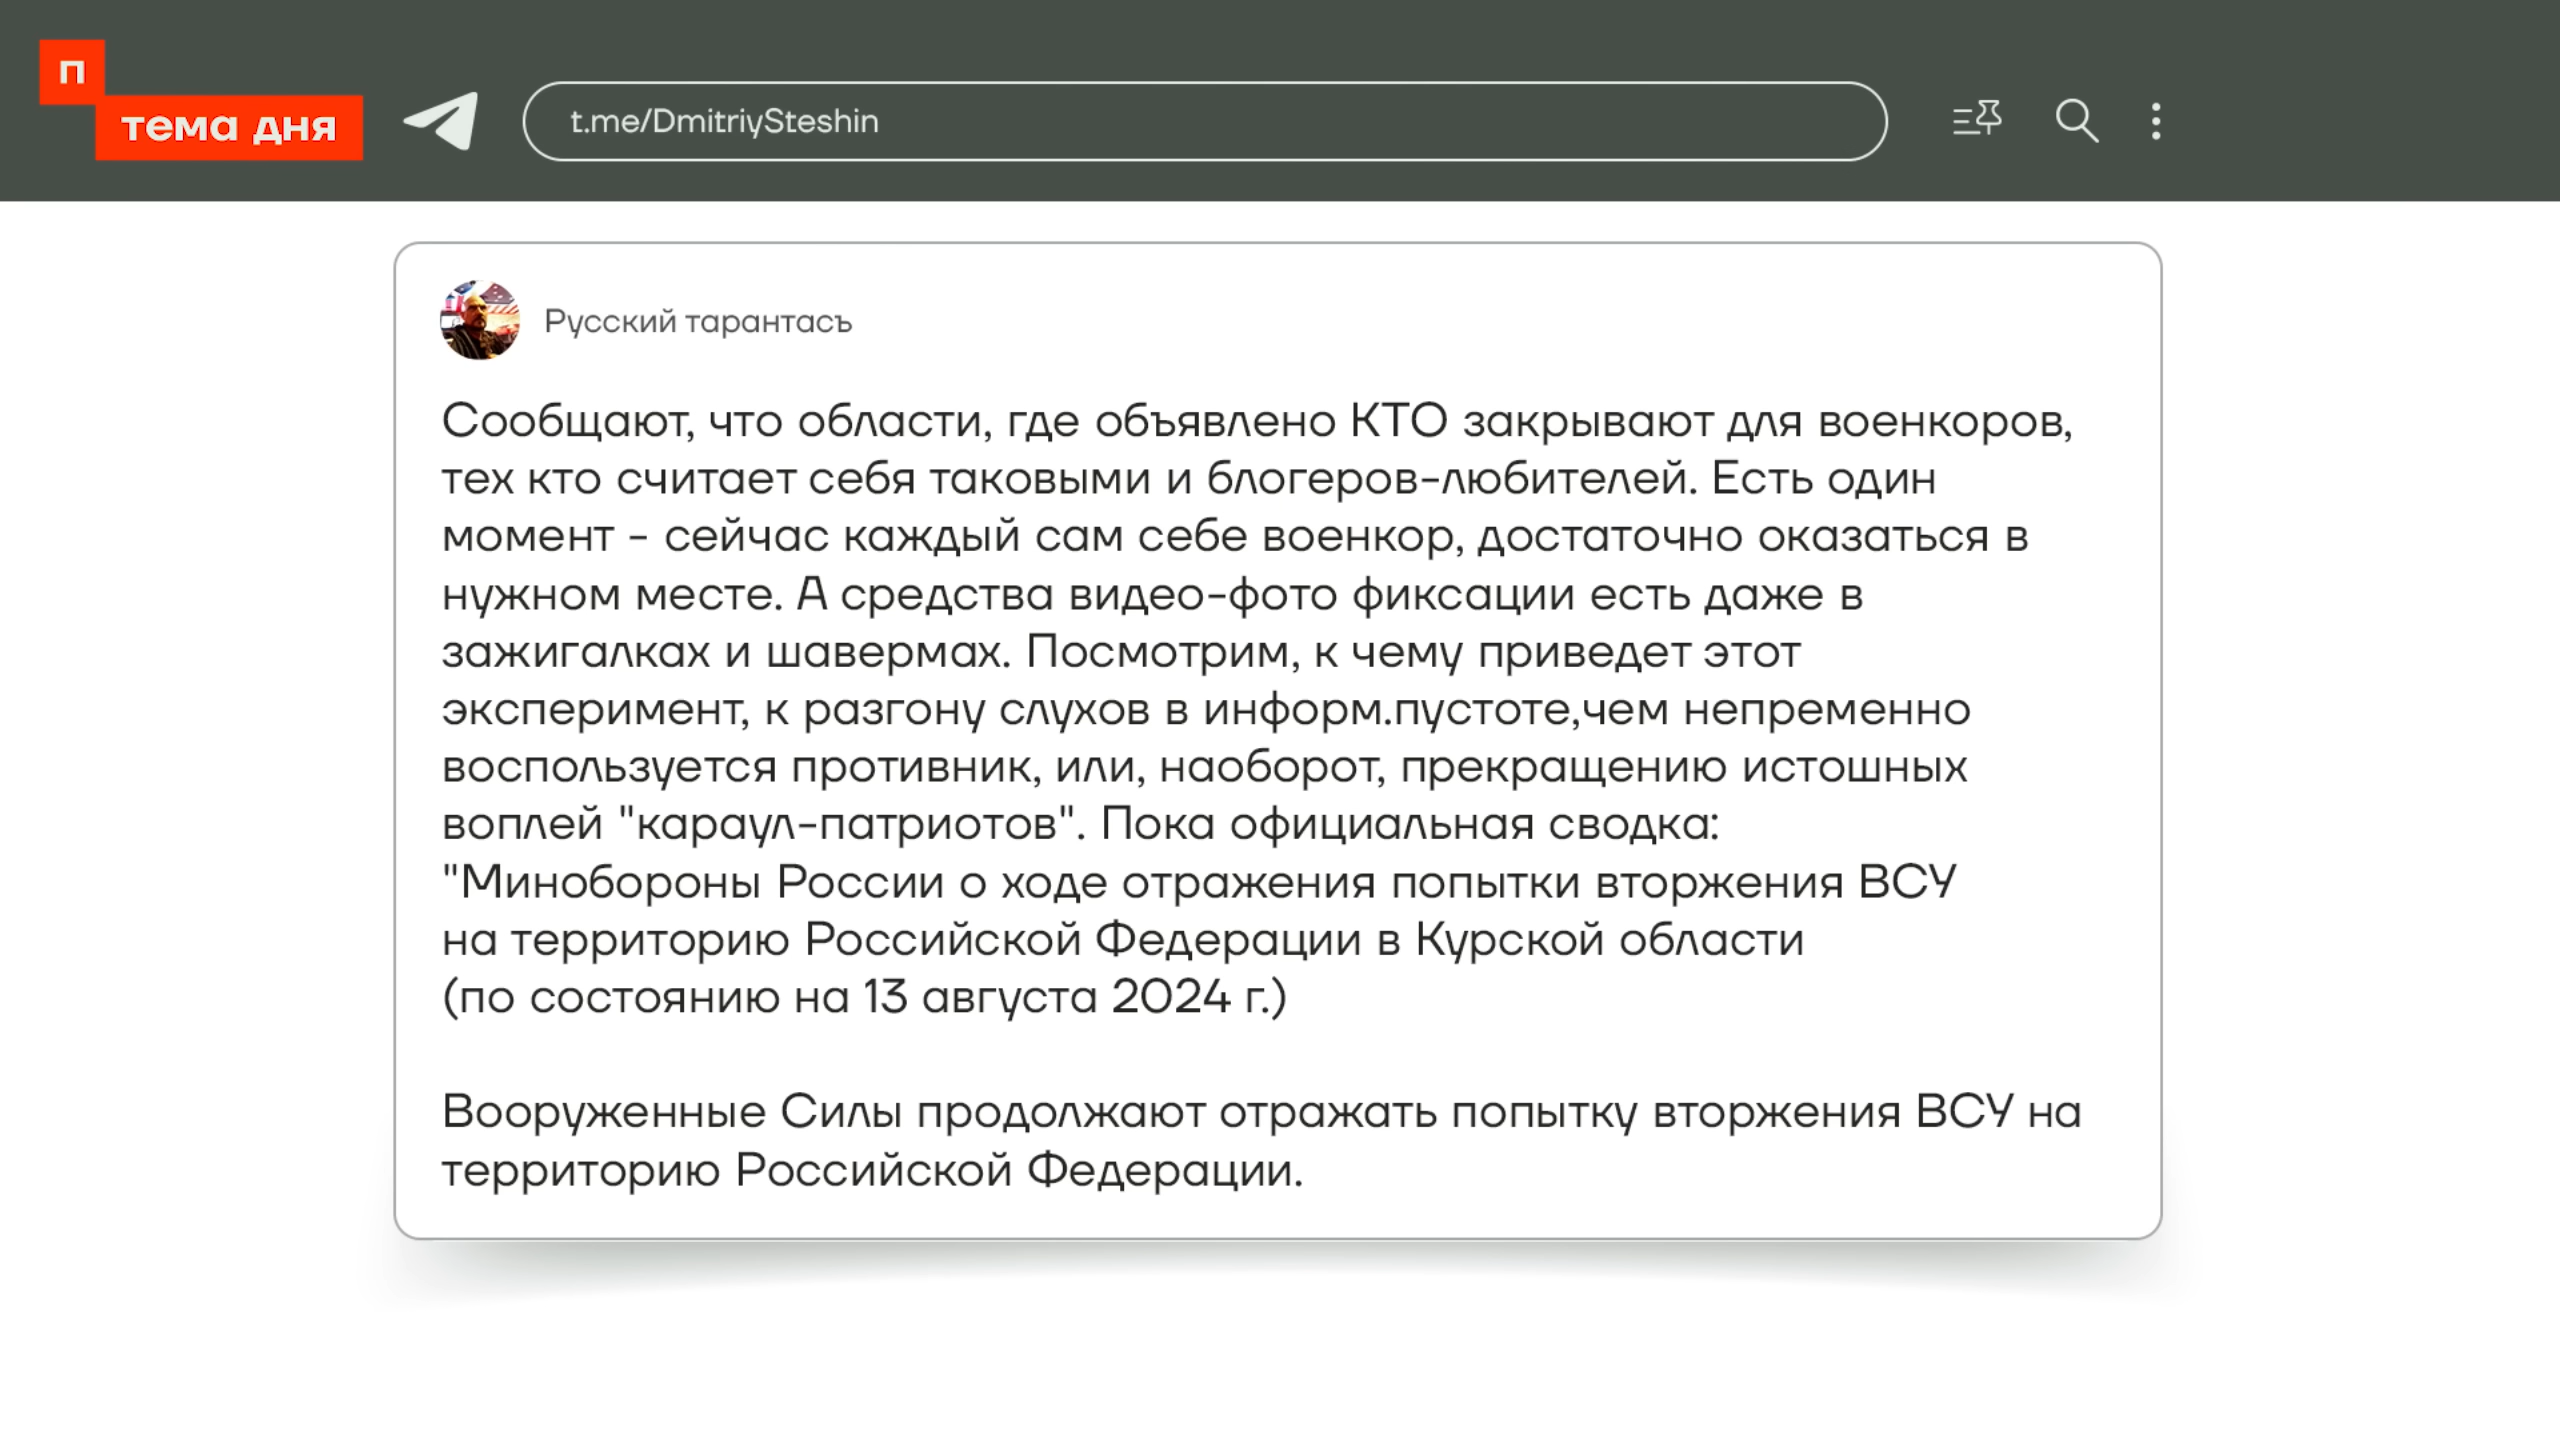 п
тема дня
t.me/DmitriySteshin
Русский тарантасъ
Сообщают, что области, где объявлено КТО закрывают для военкоров,
тех кто считает себя таковыми и блогеров-любителей. Есть один
момент - сейчас каждый сам себе военкор, достаточно оказаться в
нужном месте. А средства видео-фото фиксации есть даже в
зажигалках и шавермах. Посмотрим, к чему приведет этот
эксперимент, к разгону слухов в информ.пустоте,чем непременно
воспользуется противник, или, наоборот, прекращению истошных
воплей "караул-патриотов". Пока официальная сводка:
"Минобороны России о ходе отражения попытки вторжения ВСУ
на территорию Российской Федерации в Курской области
(по состоянию на 13 августа 2024 г.)
Вооруженные Силы продолжают отражать попытку вторжения ВСУ на
территорию Российской Федерации.